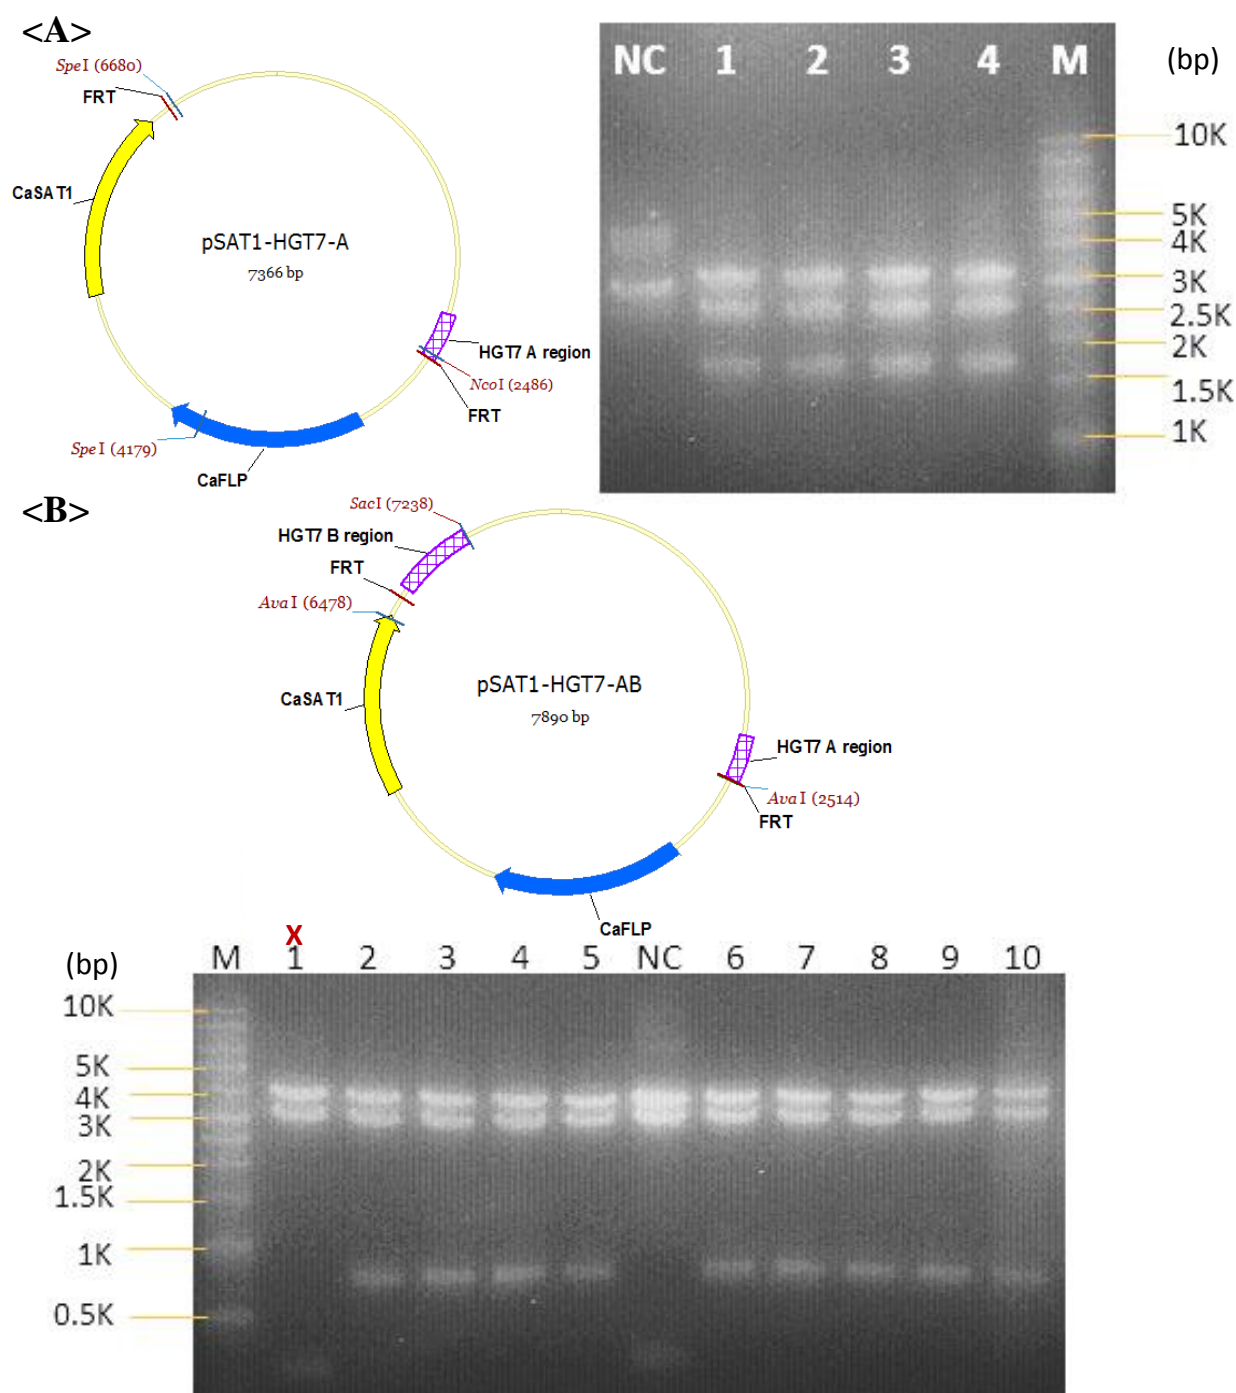 <A>
SpeI (6680)
FRT
CaSAT1
pSAT1-HGT7-A
7366 bp
HGT7 A region
NcoI (2486)
FRT
SpeI (4179)
CaFLP
NC 1 2 3 4 M (bp)
10K
5K
4K
3K
2.5K
2K
1.5K
1K
<B>
SacI (7238)
HGT7 B region
FRT
AvaI (6478)
CaSAT1
pSAT1-HGT7-AB
7890 bp
HGT7 A region
AvaI (2514)
FRT
CaFLP
X
(bp) M 1 2 3 4 5 NC 6 7 8 9 10
10K
5K
4K
3K
2K
1.5K
1K
0.5K